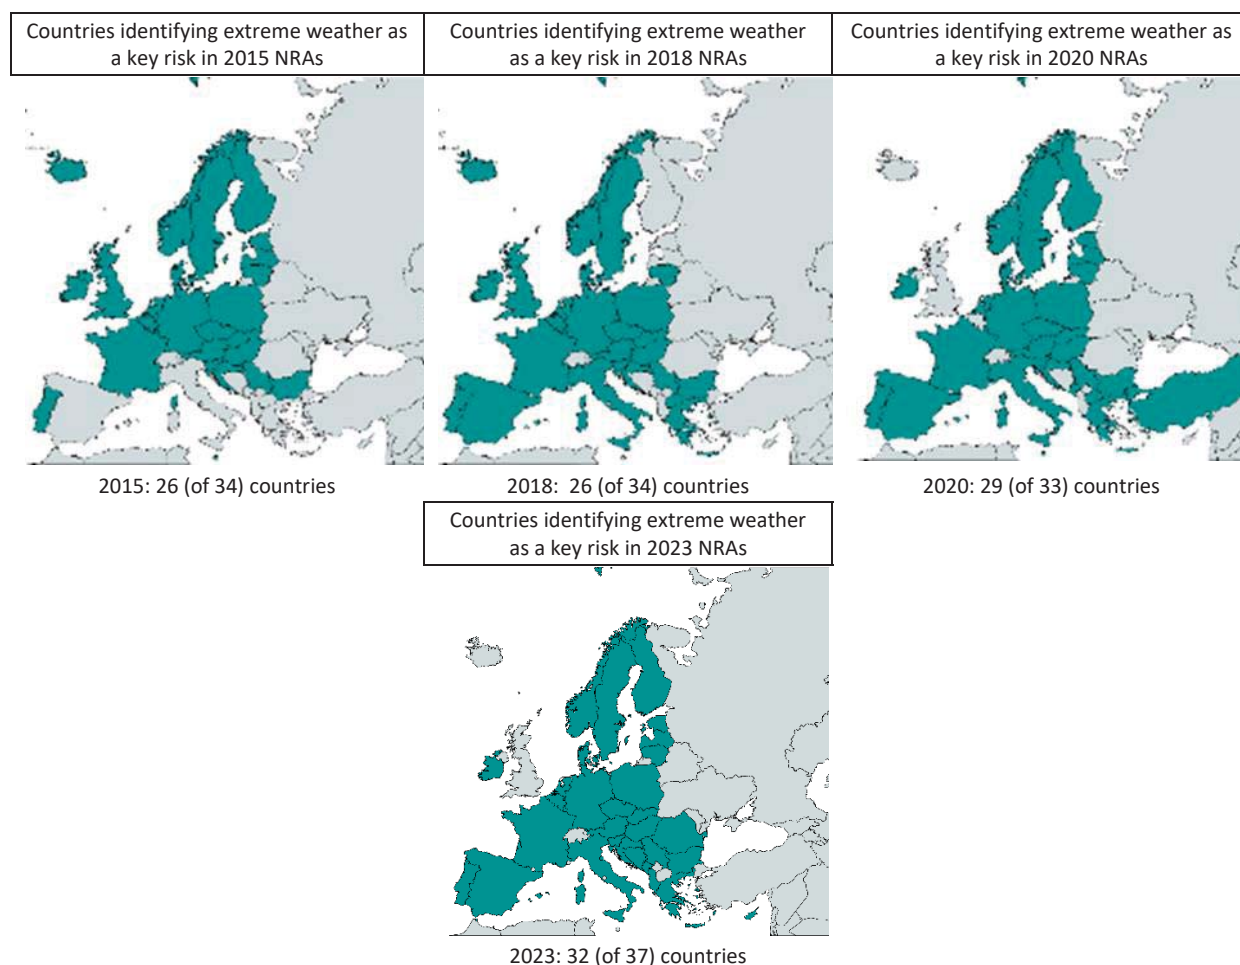 Countries identifying extreme weather as
a key risk in 2015 NRAs
Countries identifying extreme weather
as a key risk in 2018 NRAs
Countries identifying extreme weather as
a key risk in 2020 NRAs
2015: 26 (of 34) countries
2018:  26 (of 34) countries
2020: 29 (of 33) countries
Countries identifying extreme weather
as a key risk in 2023 NRAs
2023: 32 (of 37) countries